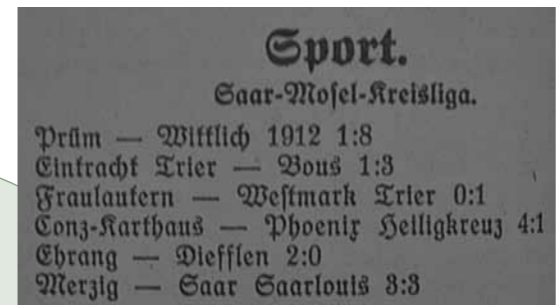 Sport.
Saar-Mosel-Kreisliga.
Prüm — Wittlich 1912 1:8
Eintracht Trier — Bous 1:3
Fraulautern — Westmark Trier 0:1
Conz-Karthaus — Phoenix Heiligkreuz 4:1
Ehrang — Diefflen 2:0
Merzig — Saar Saarlouis 3:3